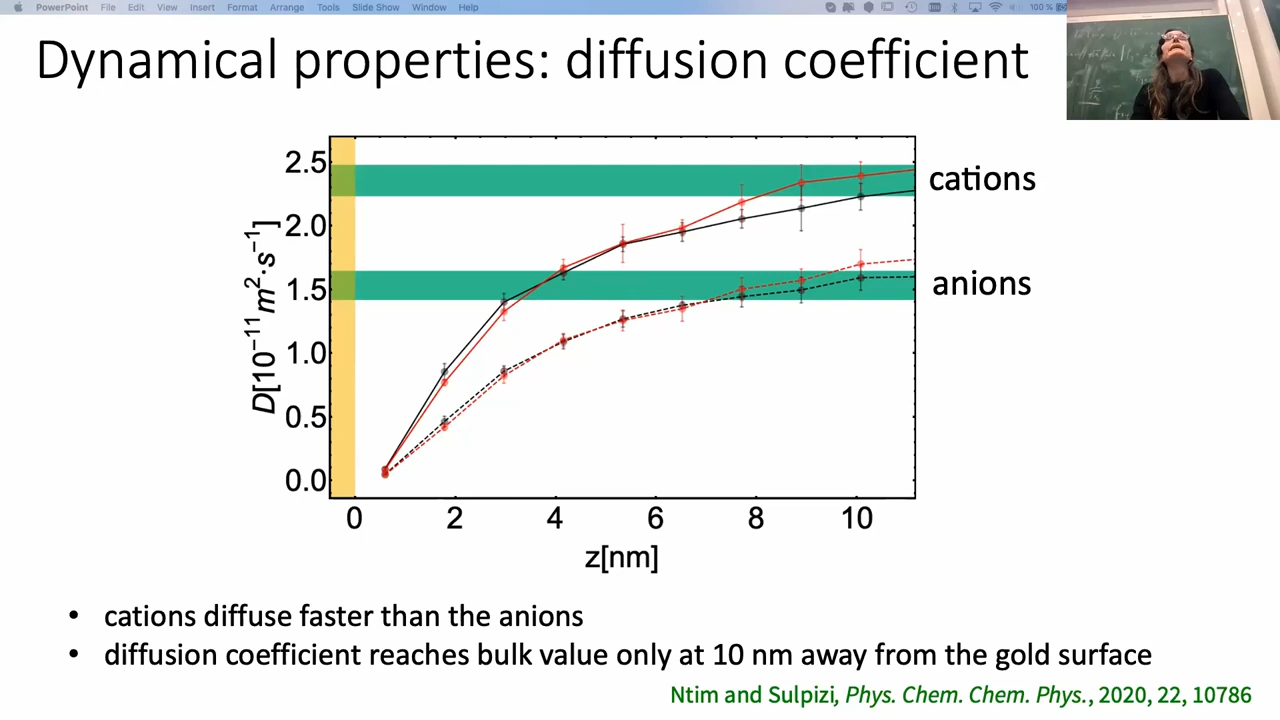 PowerPoint File Edit View Insert Format Arrange Tools Slide Show Window Help 100 %
Dynamical properties: diffusion coefficient
2.5
2.0
1.5
1.0
0.5
0.0
D[10⁻¹¹m²·s⁻¹]
cations
anions
0 2 4 6 8 10
z[nm]
• cations diffuse faster than the anions
• diffusion coefficient reaches bulk value only at 10 nm away from the gold surface
Ntim and Sulpizi, Phys. Chem. Chem. Phys., 2020, 22, 10786